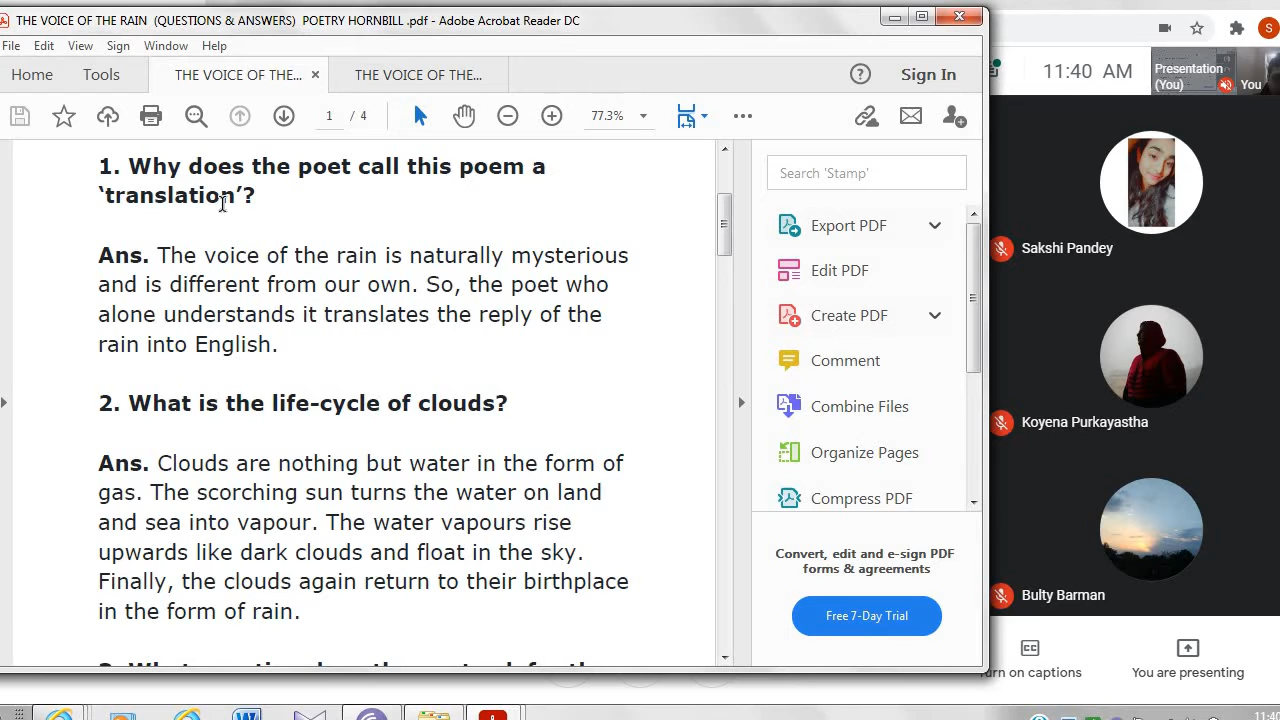 THE VOICE OF THE RAIN (QUESTIONS & ANSWERS) POETRY HORNBILL .pdf - Adobe Acrobat Reader DC
File Edit View Sign Window Help
Home Tools THE VOICE OF THE... × THE VOICE OF THE... Sign In
1 / 4 77.3%
1. Why does the poet call this poem a
‘translation’?
Ans. The voice of the rain is naturally mysterious
and is different from our own. So, the poet who
alone understands it translates the reply of the
rain into English.
2. What is the life-cycle of clouds?
Ans. Clouds are nothing but water in the form of
gas. The scorching sun turns the water on land
and sea into vapour. The water vapours rise
upwards like dark clouds and float in the sky.
Finally, the clouds again return to their birthplace
in the form of rain.
Search 'Stamp'
Export PDF
Edit PDF
Create PDF
Comment
Combine Files
Organize Pages
Compress PDF
Convert, edit and e-sign PDF
forms & agreements
Free 7-Day Trial
S
11:40 AM
Presentation
(You)
You
Sakshi Pandey
Koyena Purkayastha
Bulty Barman
CC
urn on captions
You are presenting
11:40